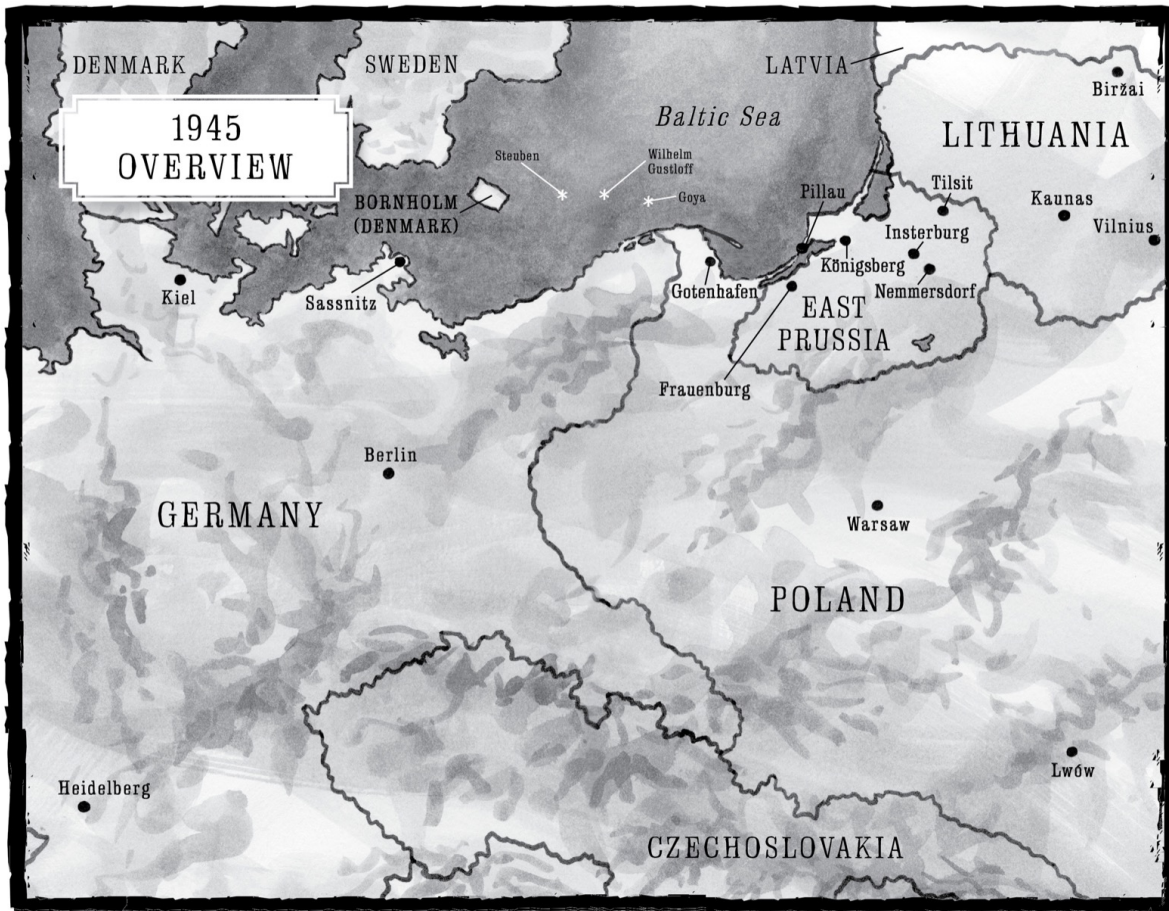 DENMARK
SWEDEN
LATVIA
Biržai
1945
OVERVIEW
Baltic Sea
LITHUANIA
Steuben
Wilhelm
Gustloff
Goya
BORNHOLM
(DENMARK)
Pillau
Tilsit
Kaunas
Vilnius
Insterburg
Königsberg
Kiel
Sassnitz
Gotenhafen
Nemmersdorf
EAST
PRUSSIA
Frauenburg
Berlin
GERMANY
Warsaw
POLAND
Lwów
Heidelberg
CZECHOSLOVAKIA